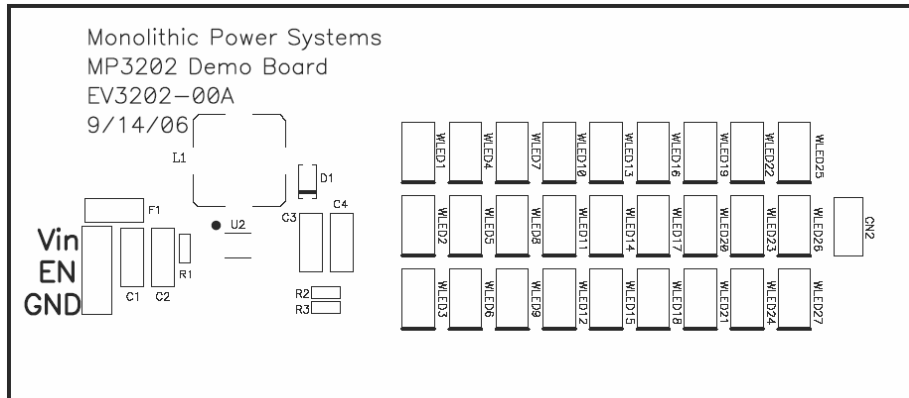 Monolithic Power Systems
MP3202 Demo Board
EV3202-00A
9/14/06
L1
D1
F1
U2
C3
C4
Vin
EN
GND
C1
C2
R1
R2
R3
WLED1
WLED4
WLED7
WLED10
WLED13
WLED16
WLED19
WLED22
WLED25
WLED2
WLED5
WLED8
WLED11
WLED14
WLED17
WLED20
WLED23
WLED26
CN2
WLED3
WLED6
WLED9
WLED12
WLED15
WLED18
WLED21
WLED24
WLED27